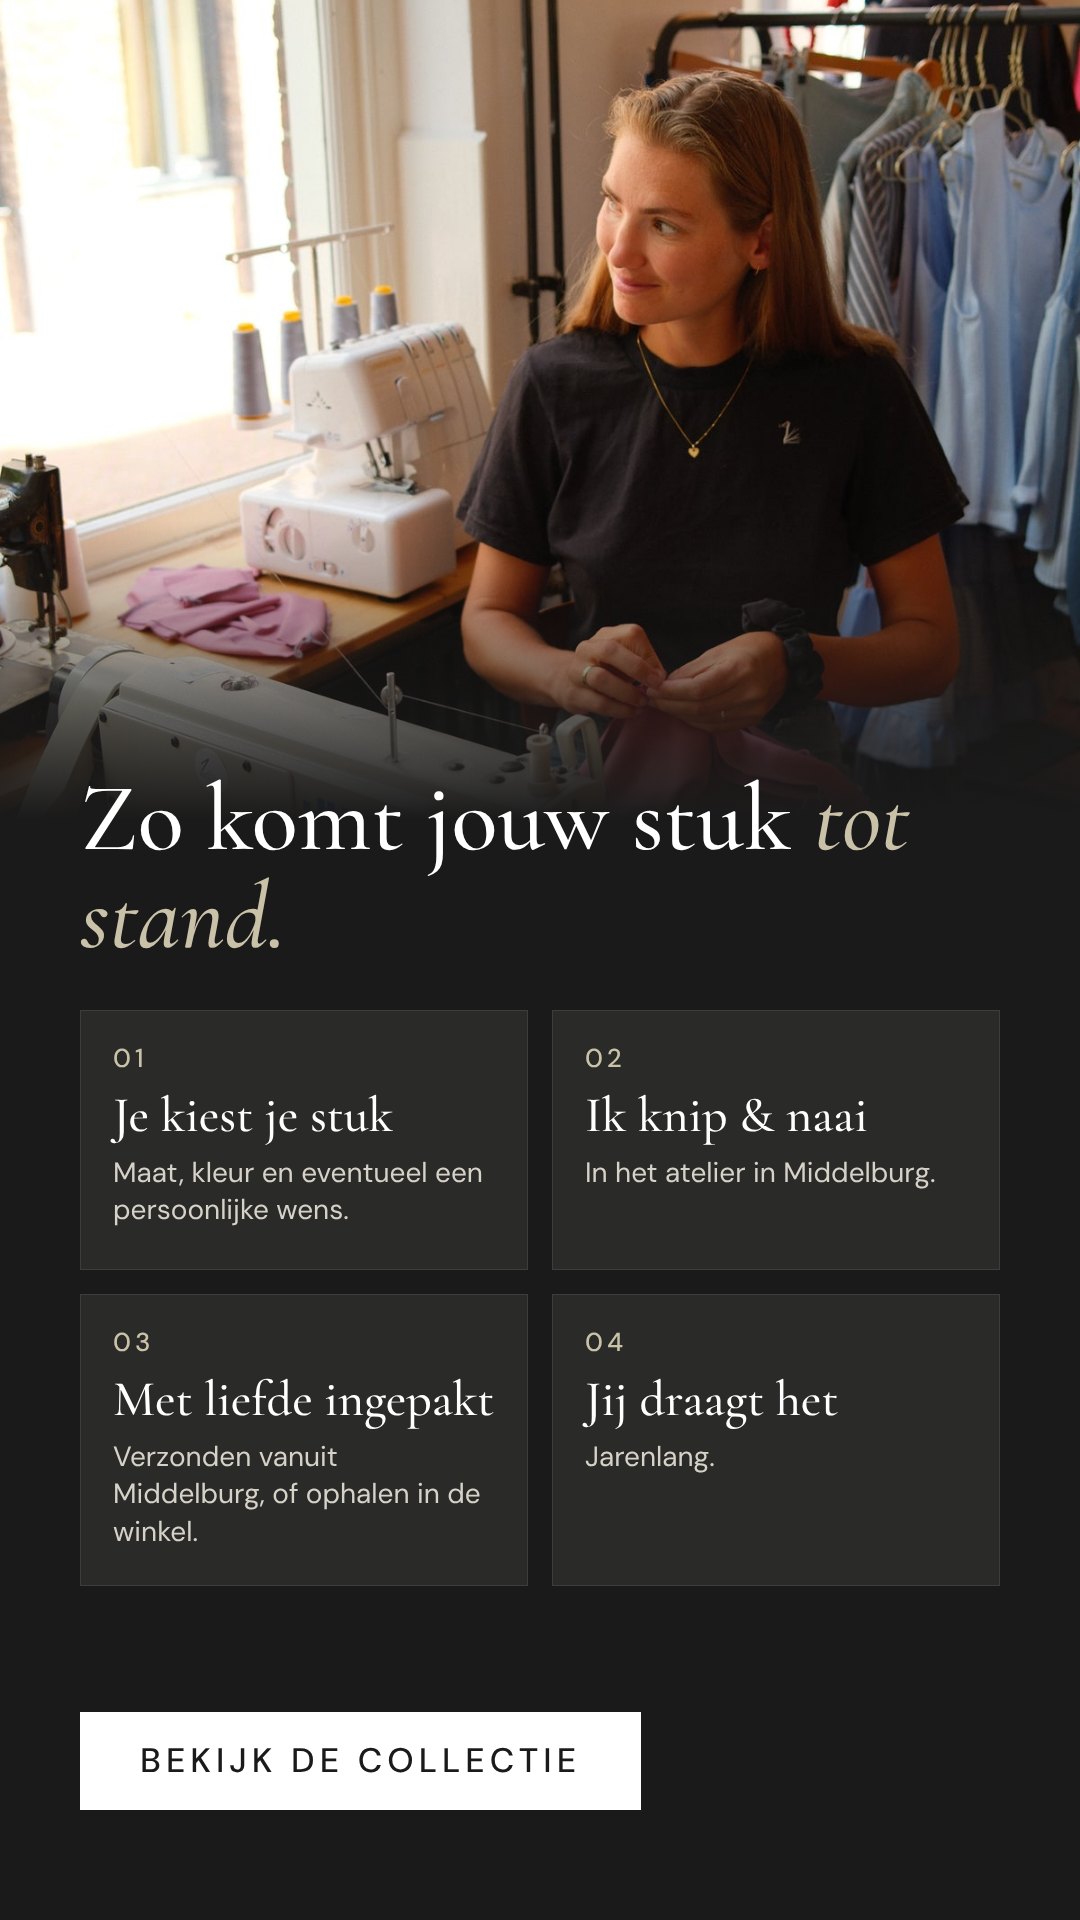 Zo komt jouw stuk tot
stand.
01
Je kiest je stuk
Maat, kleur en eventueel een
persoonlijke wens.
02
Ik knip & naai
In het atelier in Middelburg.
03
Met liefde ingepakt
Verzonden vanuit
Middelburg, of ophalen in de
winkel.
04
Jij draagt het
Jarenlang.
BEKIJK DE COLLECTIE